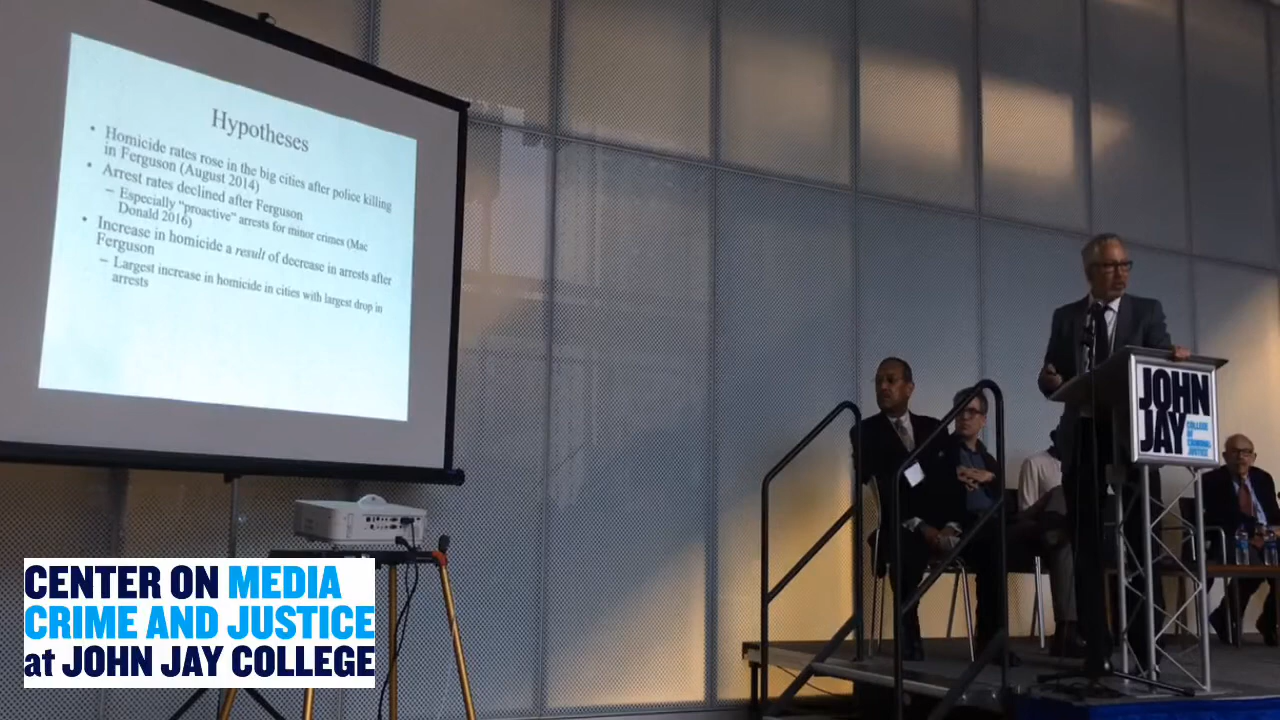 Hypotheses
• Homicide rates rose in the big cities after police killing
in Ferguson (August 2014)
• Arrest rates declined after Ferguson
– Especially "proactive" arrests for minor crimes (Mac
Donald 2016)
• Increase in homicide a result of decrease in arrests after
Ferguson
– Largest increase in homicide in cities with largest drop in
arrests
JOHN
JAY
COLLEGE
OF
CRIMINAL
JUSTICE
CENTER ON MEDIA
CRIME AND JUSTICE
at JOHN JAY COLLEGE